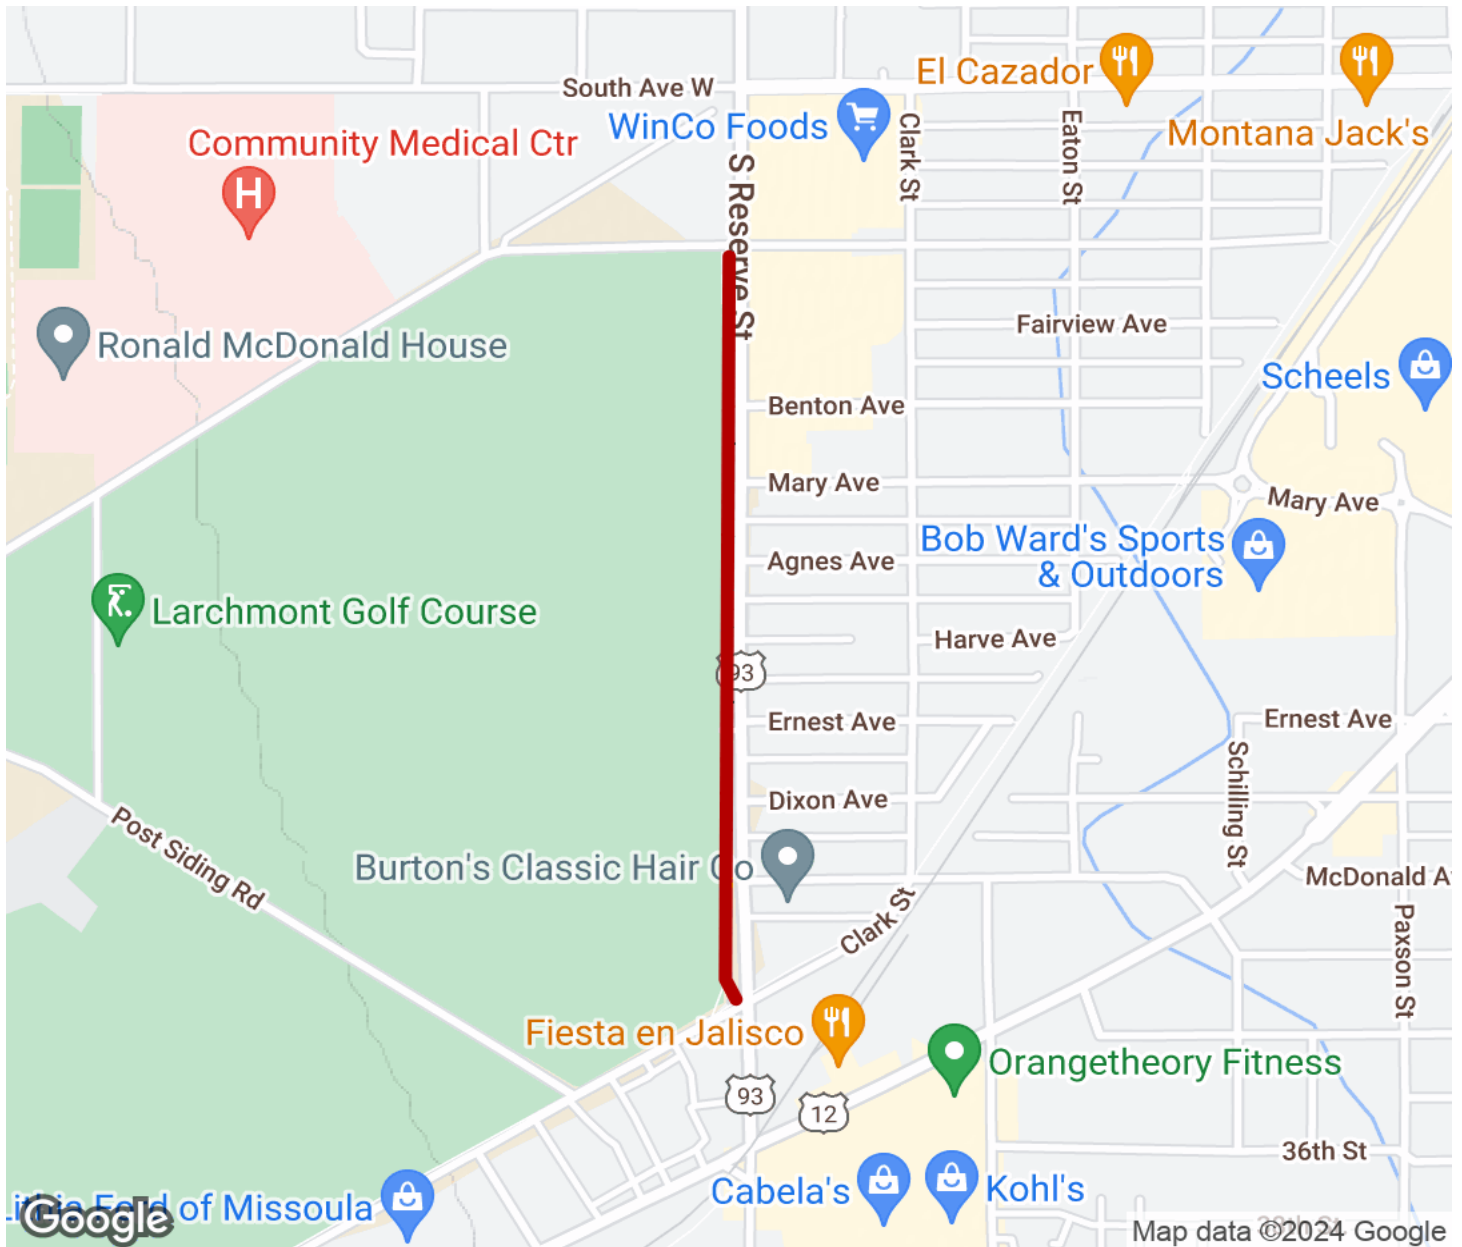 El Cazador
South Ave W
WinCo Foods
Montana Jack's
Community Medical Ctr
H
Clark St
Eaton St
S Reserve St
Fairview Ave
Ronald McDonald House
Scheels
Benton Ave
Mary Ave
Mary Ave
Bob Ward's Sports
& Outdoors
Agnes Ave
Larchmont Golf Course
Harve Ave
93
Ernest Ave
Ernest Ave
Schilling St
Dixon Ave
Post Siding Rd
Burton's Classic Hair Co
McDonald A
Clark St
Paxson St
Fiesta en Jalisco
Orangetheory Fitness
93
12
36th St
Cabela's
Kohl's
Lithia Ford of Missoula
Google
38th St
Map data ©2024 Google